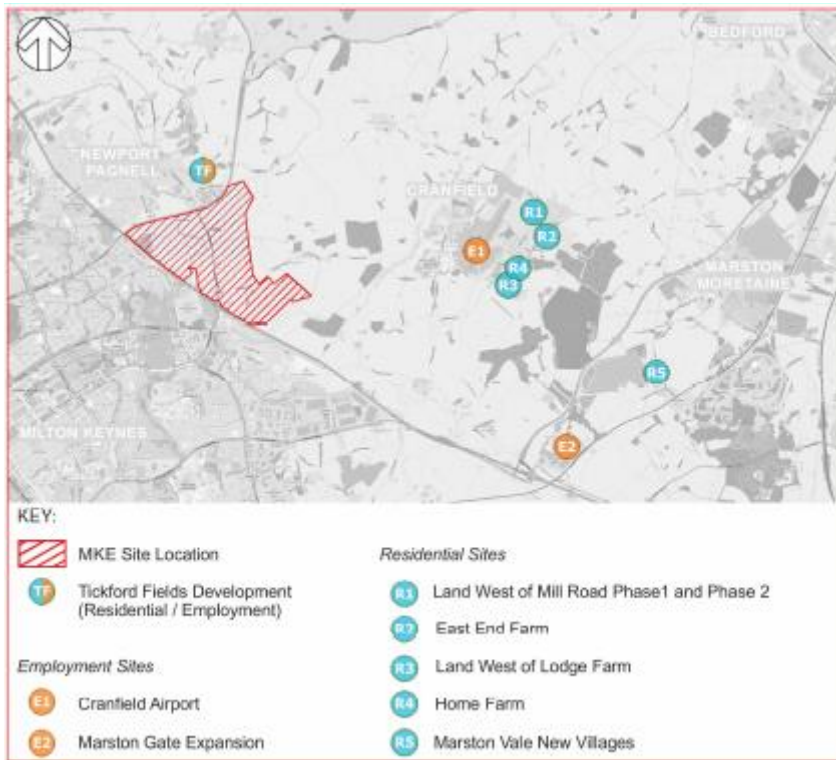 BEDFORD
NEWPORT
PAGNELL
TF
CRANFIELD
R1
R2
E1
R4
R3
MARSTON
MORETAINE
R5
MILTON KEYNES
E2
KEY:
MKE Site Location
TF Tickford Fields Development
(Residential / Employment)
Employment Sites
E1 Cranfield Airport
E2 Marston Gate Expansion
Residential Sites
R1 Land West of Mill Road Phase1 and Phase 2
R2 East End Farm
R3 Land West of Lodge Farm
R4 Home Farm
R5 Marston Vale New Villages